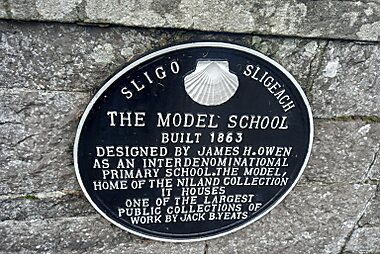 SLIGO SLIGEACH
THE MODEL SCHOOL
BUILT 1863
DESIGNED BY JAMES H.OWEN
AS AN INTERDENOMINATIONAL
PRIMARY SCHOOL.THE MODEL,
HOME OF THE NILAND COLLECTION
IT HOUSES
ONE OF THE LARGEST
PUBLIC COLLECTIONS OF
WORK BY JACK B.YEATS